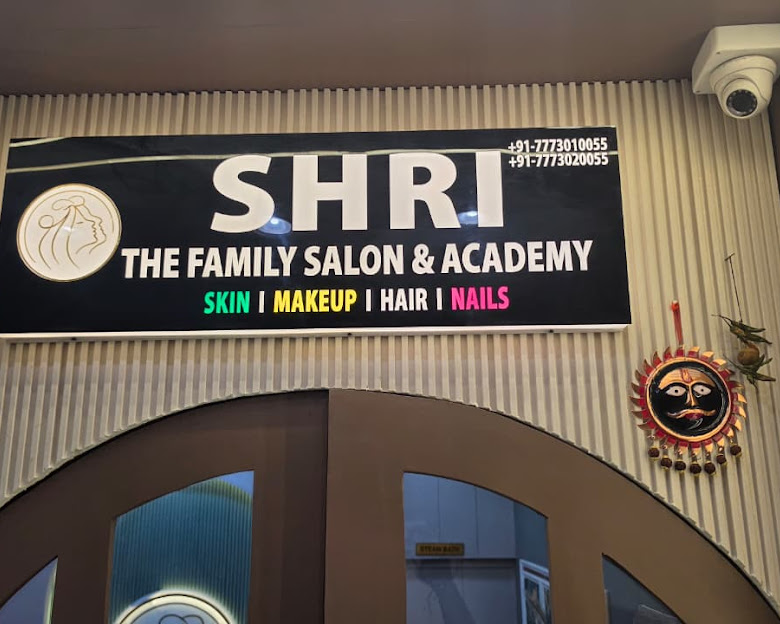 +91-7773010055
+91-7773020055
SHRI
THE FAMILY SALON & ACADEMY
SKIN | MAKEUP | HAIR | NAILS
STEAM BATH